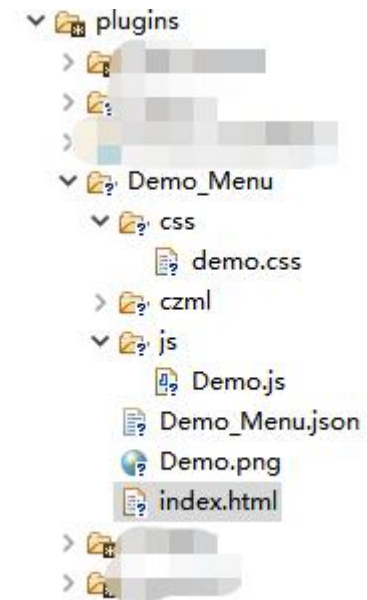 plugins
Demo_Menu
css
demo.css
czml
js
Demo.js
Demo_Menu.json
Demo.png
index.html